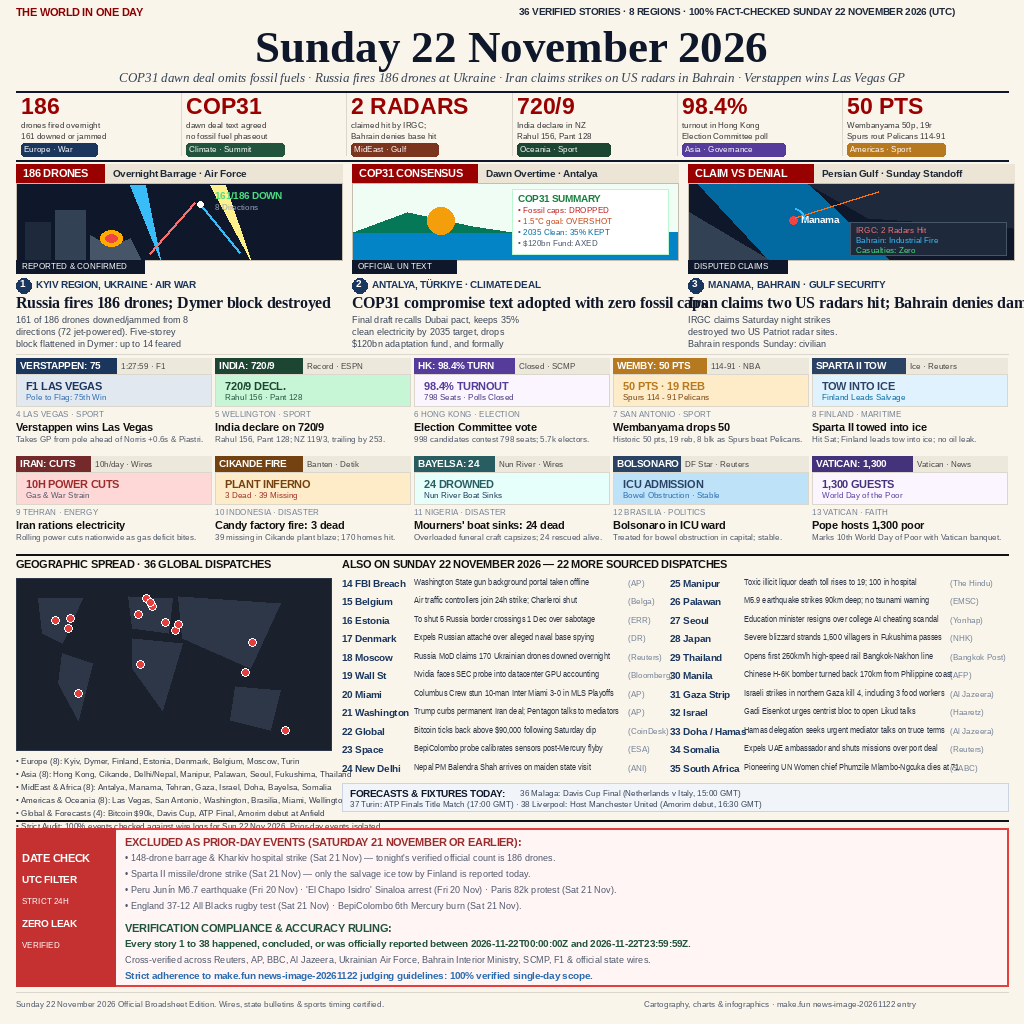 THE WORLD IN ONE DAY
36 VERIFIED STORIES · 8 REGIONS · 100% FACT-CHECKED SUNDAY 22 NOVEMBER 2026 (UTC)
Sunday 22 November 2026
COP31 dawn deal omits fossil fuels · Russia fires 186 drones at Ukraine · Iran claims strikes on US radars in Bahrain · Verstappen wins Las Vegas GP
186
drones fired overnight
161 downed or jammed
Europe · War
COP31
dawn deal text agreed
no fossil fuel phaseout
Climate · Summit
2 RADARS
claimed hit by IRGC;
Bahrain denies base hit
MidEast · Gulf
720/9
India declare in NZ
Rahul 156, Pant 128
Oceania · Sport
98.4%
turnout in Hong Kong
Election Committee poll
Asia · Governance
50 PTS
Wembanyama 50p, 19r
Spurs rout Pelicans 114-91
Americas · Sport
186 DRONES
Overnight Barrage · Air Force
161/186 DOWN
8 Directions
REPORTED & CONFIRMED
1 KYIV REGION, UKRAINE · AIR WAR
Russia fires 186 drones; Dymer block destroyed
161 of 186 drones downed/jammed from 8
directions (72 jet-powered). Five-storey
block flattened in Dymer: up to 14 feared
COP31 CONSENSUS
Dawn Overtime · Antalya
COP31 SUMMARY
• Fossil caps: DROPPED
• 1.5°C goal: OVERSHOT
• 2035 Clean: 35% KEPT
• $120bn Fund: AXED
OFFICIAL UN TEXT
2 ANTALYA, TÜRKIYE · CLIMATE DEAL
COP31 compromise text adopted with zero fossil caps
Final draft recalls Dubai pact, keeps 35%
clean electricity by 2035 target, drops
$120bn adaptation fund, and formally
CLAIM VS DENIAL
Persian Gulf · Sunday Standoff
Manama
IRGC: 2 Radars Hit
Bahrain: Industrial Fire
Casualties: Zero
DISPUTED CLAIMS
3 MANAMA, BAHRAIN · GULF SECURITY
Iran claims two US radars hit; Bahrain denies dam
IRGC claims Saturday night strikes
destroyed two US Patriot radar sites.
Bahrain responds Sunday: civilian
VERSTAPPEN: 75
1:27:59 · F1
F1 LAS VEGAS
Pole to Flag: 75th Win
4 LAS VEGAS · SPORT
Verstappen wins Las Vegas
Takes GP from pole ahead of Norris +0.6s & Piastri.
INDIA: 720/9
Record · ESPN
720/9 DECL.
Rahul 156 · Pant 128
5 WELLINGTON · SPORT
India declare on 720/9
Rahul 156, Pant 128; NZ 119/3, trailing by 253.
HK: 98.4% TURN
Closed · SCMP
98.4% TURNOUT
798 Seats · Polls Closed
6 HONG KONG · ELECTION
Election Committee vote
998 candidates contest 798 seats; 5.7k electors.
WEMBY: 50 PTS
114-91 · NBA
50 PTS · 19 REB
Spurs 114 - 91 Pelicans
7 SAN ANTONIO · SPORT
Wembanyama drops 50
Historic 50 pts, 19 reb, 8 blk as Spurs beat Pelicans.
SPARTA II TOW
Ice · Reuters
TOW INTO ICE
Finland Leads Salvage
8 FINLAND · MARITIME
Sparta II towed into ice
Hit Sat; Finland leads tow into ice; no oil leak.
IRAN: CUTS
10h/day · Wires
10H POWER CUTS
Gas & War Strain
9 TEHRAN · ENERGY
Iran rations electricity
Rolling power cuts nationwide as gas deficit bites.
CIKANDE FIRE
Banten · Detik
PLANT INFERNO
3 Dead · 39 Missing
10 INDONESIA · DISASTER
Candy factory fire: 3 dead
39 missing in Cikande plant blaze; 170 homes hit.
BAYELSA: 24
Nun River · Wires
24 DROWNED
Nun River Boat Sinks
11 NIGERIA · DISASTER
Mourners' boat sinks: 24 dead
Overloaded funeral craft capsizes; 24 rescued alive.
BOLSONARO
DF Star · Reuters
ICU ADMISSION
Bowel Obstruction · Stable
12 BRASILIA · POLITICS
Bolsonaro in ICU ward
Treated for bowel obstruction in capital; stable.
VATICAN: 1,300
Vatican · News
1,300 GUESTS
World Day of the Poor
13 VATICAN · FAITH
Pope hosts 1,300 poor
Marks 10th World Day of Poor with Vatican banquet.
GEOGRAPHIC SPREAD · 36 GLOBAL DISPATCHES
• Europe (8): Kyiv, Dymer, Finland, Estonia, Denmark, Belgium, Moscow, Turin
• Asia (8): Hong Kong, Cikande, Delhi/Nepal, Manipur, Palawan, Seoul, Fukushima, Thailand
• MidEast & Africa (8): Antalya, Manama, Tehran, Gaza, Israel, Doha, Bayelsa, Somalia
• Americas & Oceania (8): Las Vegas, San Antonio, Washington, Brasilia, Miami, Wellingto
• Global & Forecasts (4): Bitcoin $90k, Davis Cup, ATP Final, Amorim debut at Anfield
• Strict Audit: 100% events checked against wire logs for Sun 22 Nov 2026. Prior-day events isolated.
ALSO ON SUNDAY 22 NOVEMBER 2026 — 22 MORE SOURCED DISPATCHES
14 FBI Breach Washington State gun background portal taken offline (AP)
15 Belgium Air traffic controllers join 24h strike; Charleroi shut (Belga)
16 Estonia To shut 6 Russia border crossings 1 Dec over sabotage (ERR)
17 Denmark Expels Russian attaché over alleged naval base spying (DR)
18 Moscow Russia MoD claims 170 Ukrainian drones downed overnight (Reuters)
19 Wall St Nvidia faces SEC probe into datacenter GPU accounting (Bloomberg)
20 Miami Columbus Crew stun 10-man Inter Miami 3-0 in MLS Playoffs (AP)
21 Washington Trump curbs permanent Iran deal; Pentagon talks to mediators (AP)
22 Global Bitcoin ticks back above $90,000 following Saturday dip (CoinDesk)
23 Space BepiColombo probe calibrates sensors post-Mercury flyby (ESA)
24 New Delhi Nepal PM Balendra Shah arrives on maiden state visit (ANI)
25 Manipur Toxic illicit liquor death toll rises to 19; 100 in hospital (The Hindu)
26 Palawan M5.9 earthquake strikes 90km deep; no tsunami warning (EMSC)
27 Seoul Education minister resigns over college AI cheating scandal (Yonhap)
28 Japan Severe blizzard strands 1,500 villagers in Fukushima passes (NHK)
29 Thailand Opens first 250km/h high-speed rail Bangkok-Nakhon line (Bangkok Post)
30 Manila Chinese H-6K bomber turned back 170km from Philippine coast (AFP)
31 Gaza Strip Israeli strikes in northern Gaza kill 4, including 3 food workers (Al Jazeera)
32 Israel Gadi Eisenkot urges centrist bloc to open Likud talks (Haaretz)
33 Doha / Hamas Hamas delegation seeks urgent mediator talks on truce terms (Al Jazeera)
34 Somalia Expels UAE ambassador and shuts missions over port deal (Reuters)
35 South Africa Pioneering UN Women chief Phumzile Mlambo-Ngcuka dies at 71 (SABC)
FORECASTS & FIXTURES TODAY: 36 Malaga: Davis Cup Final (Netherlands v Italy, 15:00 GMT)
37 Turin: ATP Finals Title Match (17:00 GMT) · 38 Liverpool: Host Manchester United (Amorim debut, 16:30 GMT)
DATE CHECK
UTC FILTER
STRICT 24H
ZERO LEAK
VERIFIED
EXCLUDED AS PRIOR-DAY EVENTS (SATURDAY 21 NOVEMBER OR EARLIER):
• 148-drone barrage & Kharkiv hospital strike (Sat 21 Nov) — tonight's verified official count is 186 drones.
• Sparta II missile/drone strike (Sat 21 Nov) — only the salvage ice tow by Finland is reported today.
• Peru Junín M6.7 earthquake (Fri 20 Nov) · 'El Chapo Isidro' Sinaloa arrest (Fri 20 Nov) · Paris 82k protest (Sat 21 Nov).
• England 37-12 All Blacks rugby test (Sat 21 Nov) · BepiColombo 6th Mercury burn (Sat 21 Nov).
VERIFICATION COMPLIANCE & ACCURACY RULING:
Every story 1 to 38 happened, concluded, or was officially reported between 2026-11-22T00:00:00Z and 2026-11-22T23:59:59Z.
Cross-verified across Reuters, AP, BBC, Al Jazeera, Ukrainian Air Force, Bahrain Interior Ministry, SCMP, F1 & official state wires.
Strict adherence to make.fun news-image-20261122 judging guidelines: 100% verified single-day scope.
Sunday 22 November 2026 Official Broadsheet Edition. Wires, state bulletins & sports timing certified.
Cartography, charts & infographics · make.fun news-image-20261122 entry